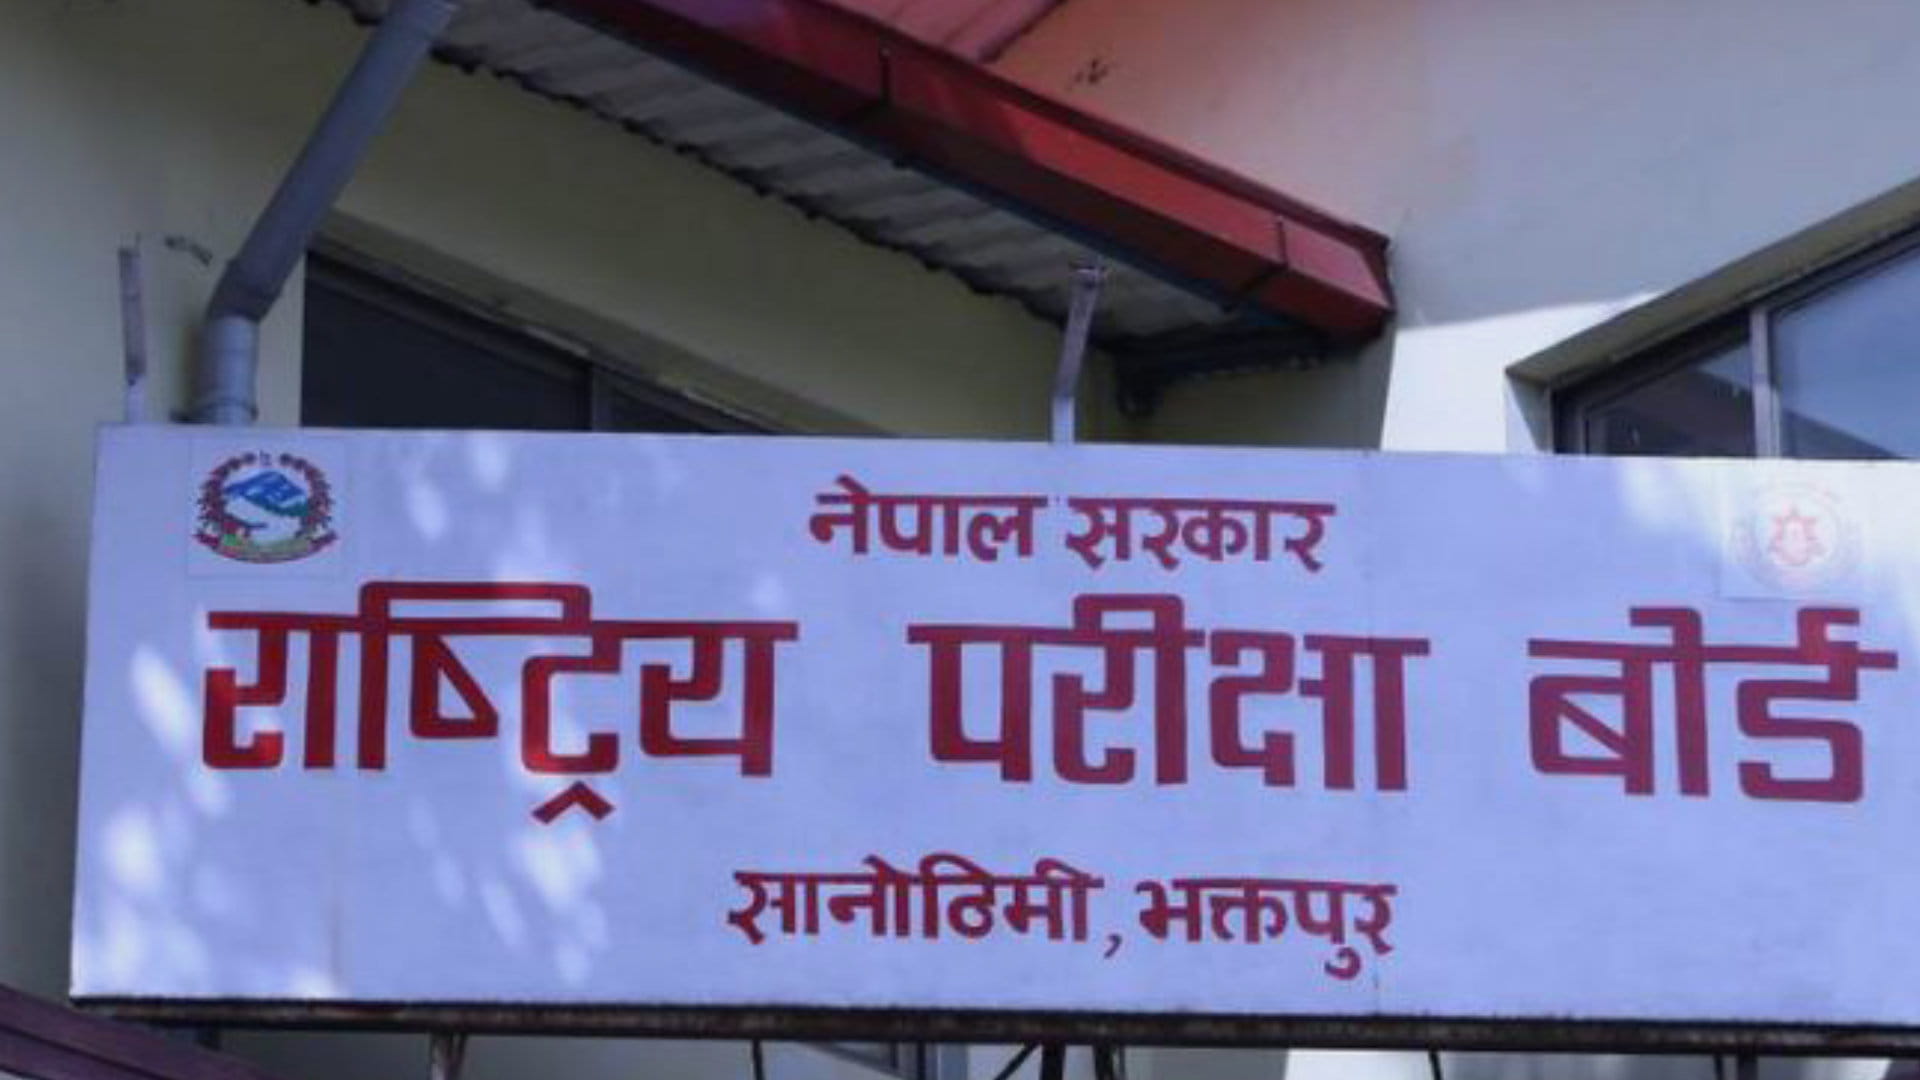 नेपाल सरकार
राष्ट्रिय परीक्षा बोर्ड
सानोठिमी, भक्तपुर